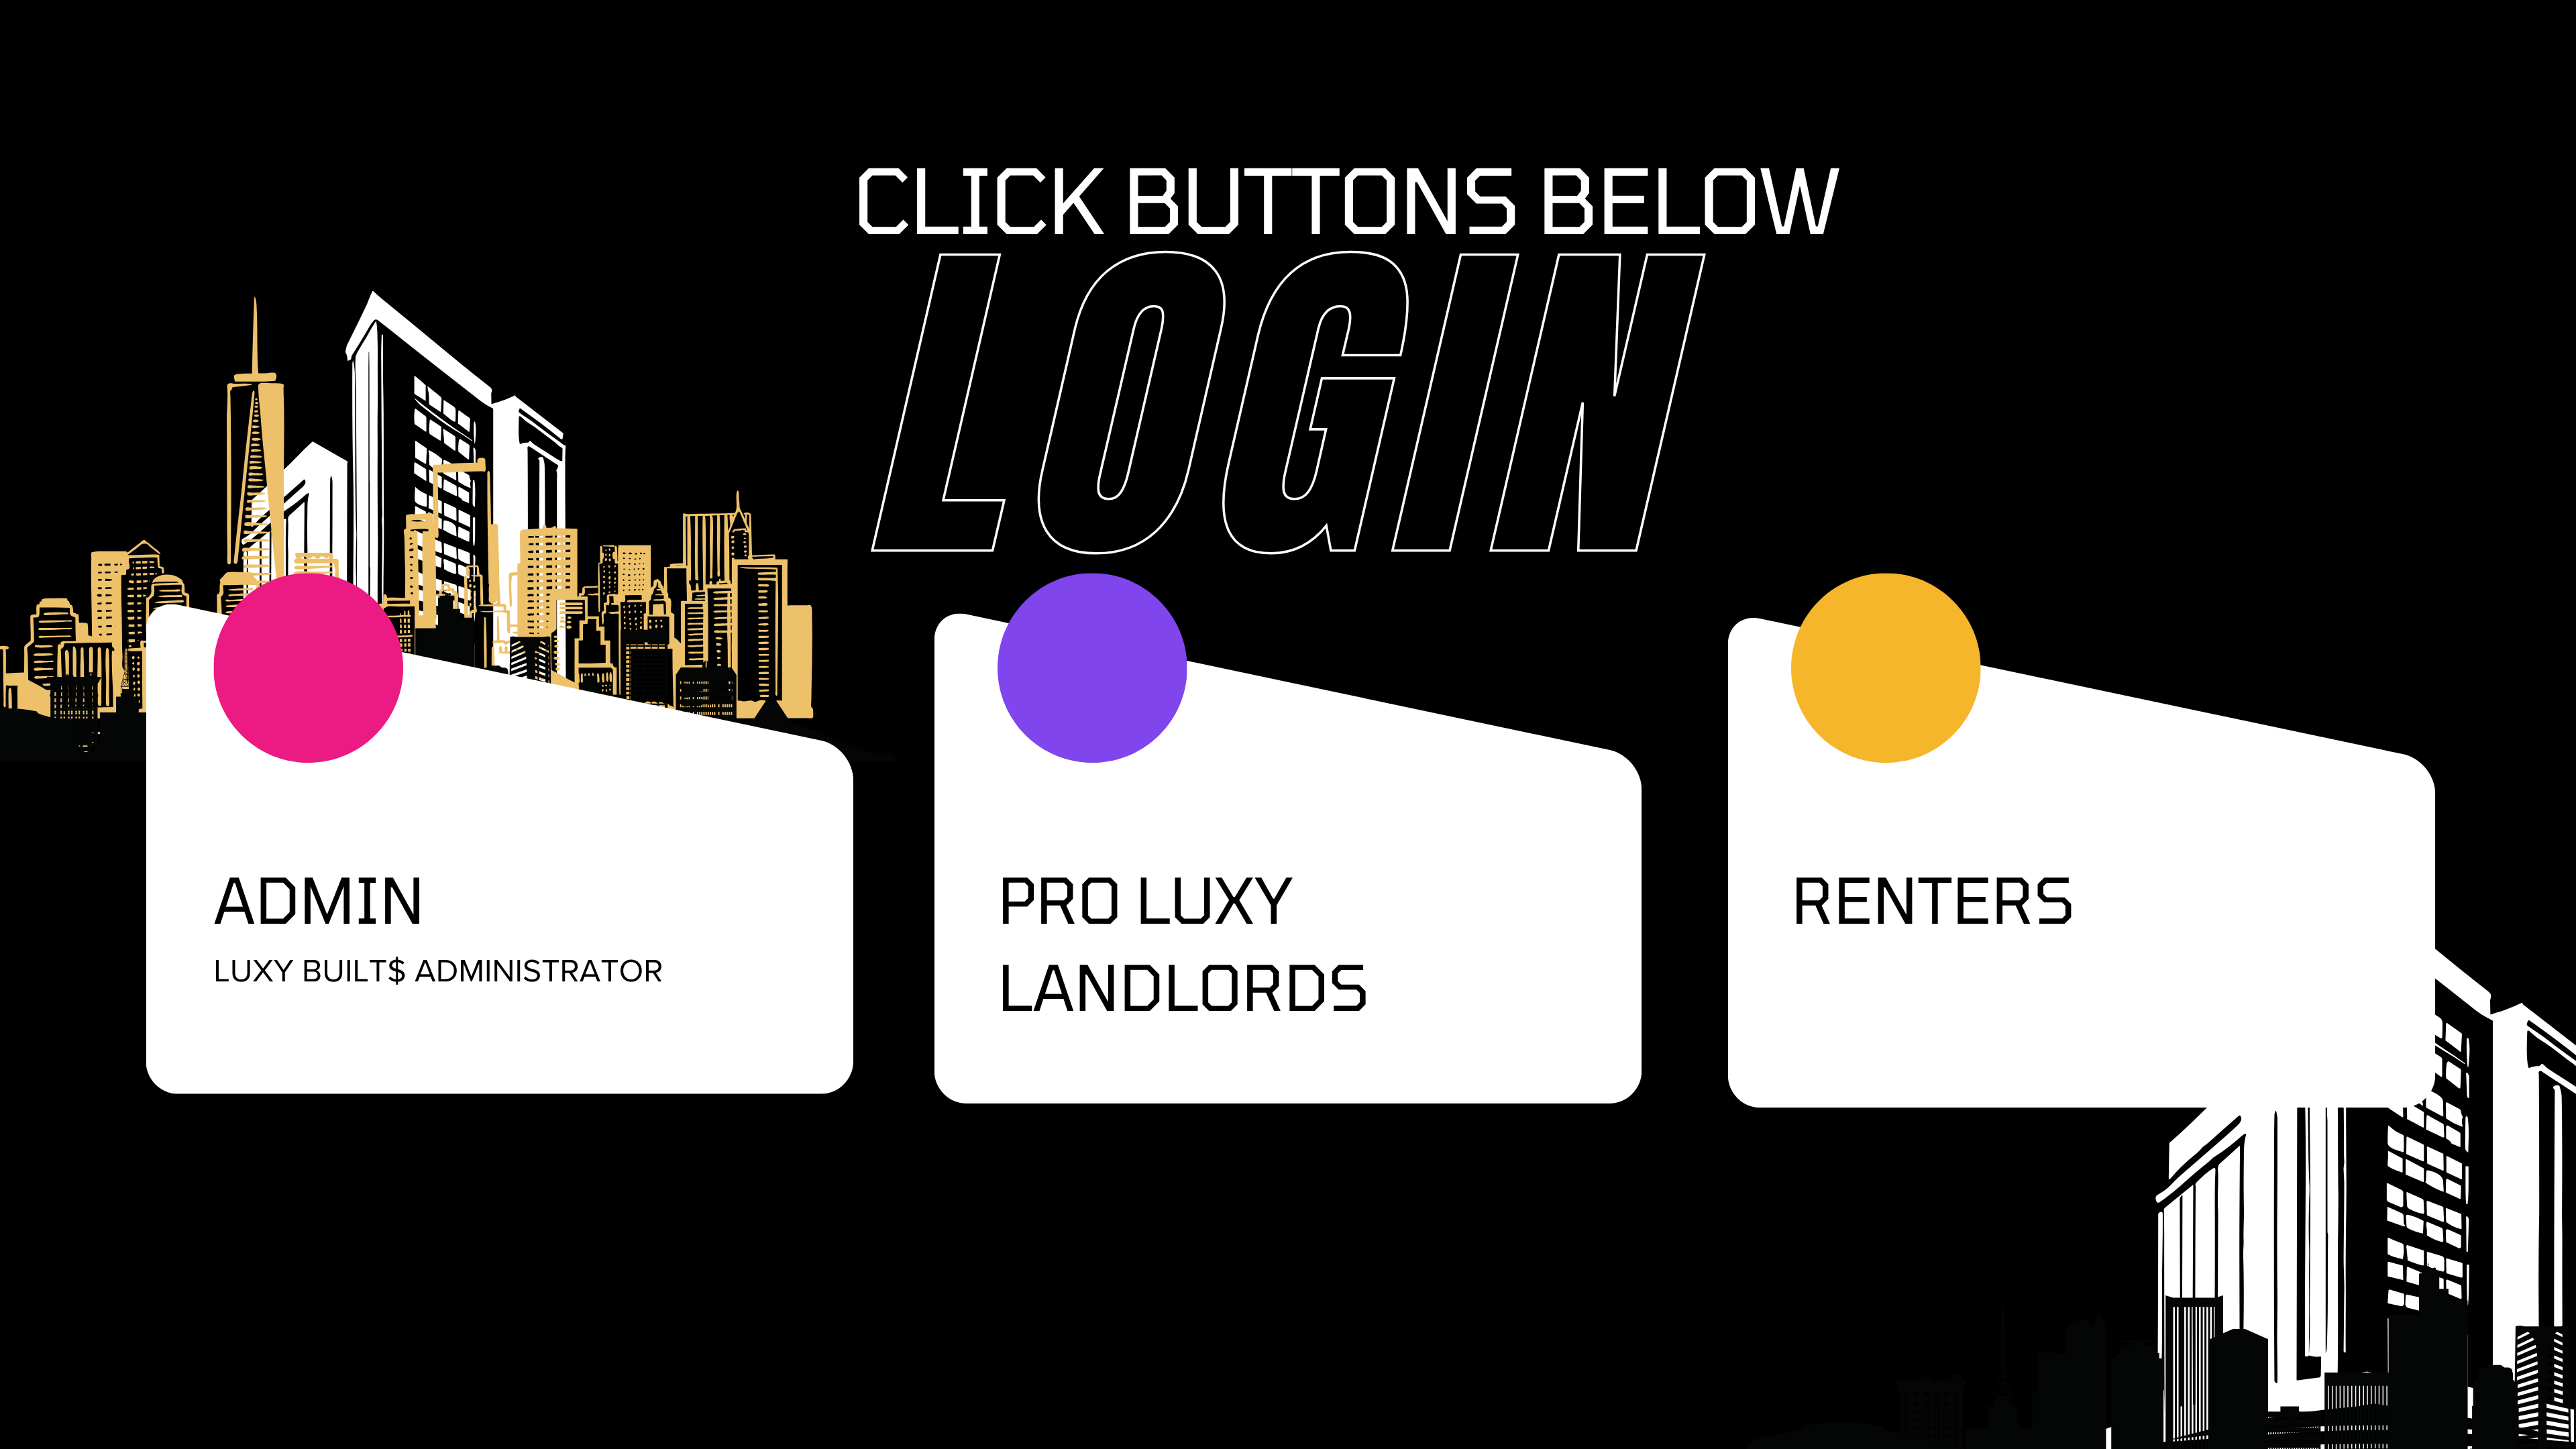 CLICK BUTTONS BELOW
LOGIN
ADMIN
LUXY BUILT$ ADMINISTRATOR
PRO LUXY
LANDLORDS
RENTERS